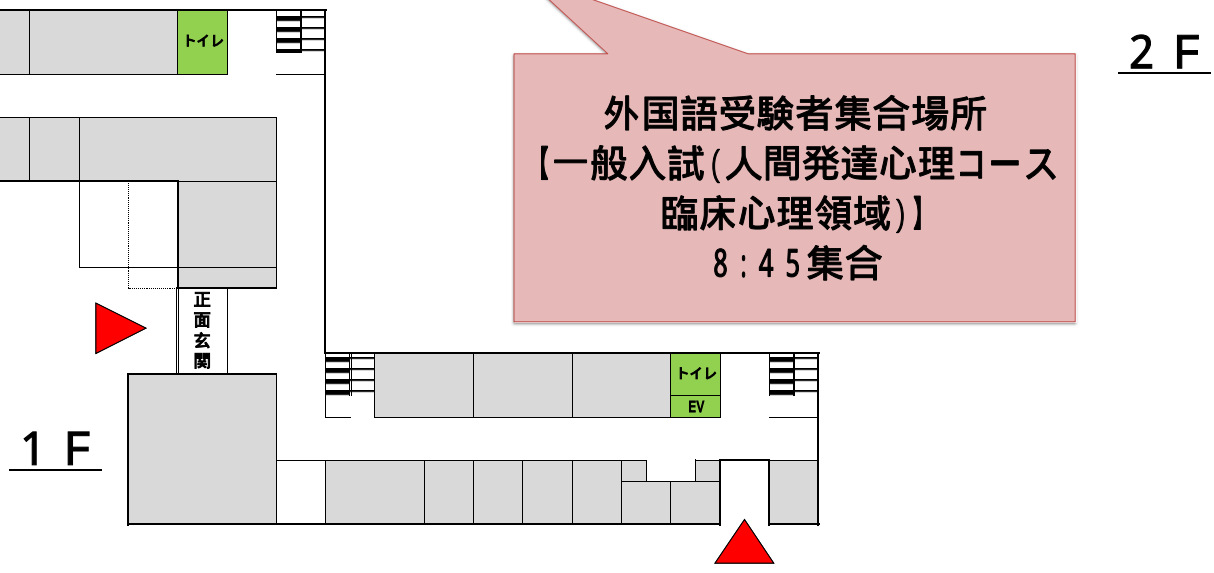 トイレ
２Ｆ
外国語受験者集合場所
【一般入試(人間発達心理コース
臨床心理領域)】
8:45集合
正面玄関
トイレ
EV
１Ｆ